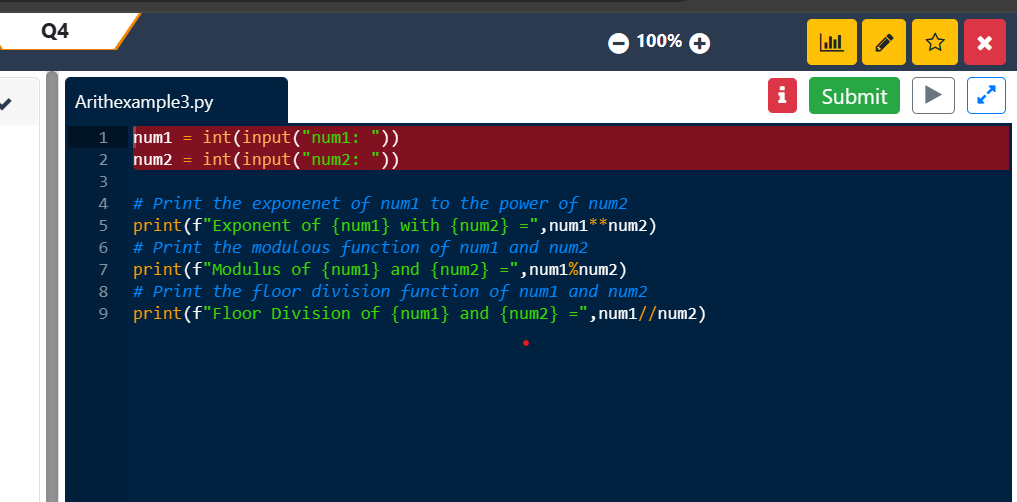 Q4
100%
Arithexample3.py
Submit
1 num1 = int(input("num1: "))
2 num2 = int(input("num2: "))
3
4 # Print the exponenet of num1 to the power of num2
5 print(f"Exponent of {num1} with {num2} =",num1**num2)
6 # Print the modulous function of num1 and num2
7 print(f"Modulus of {num1} and {num2} =",num1%num2)
8 # Print the floor division function of num1 and num2
9 print(f"Floor Division of {num1} and {num2} =",num1//num2)